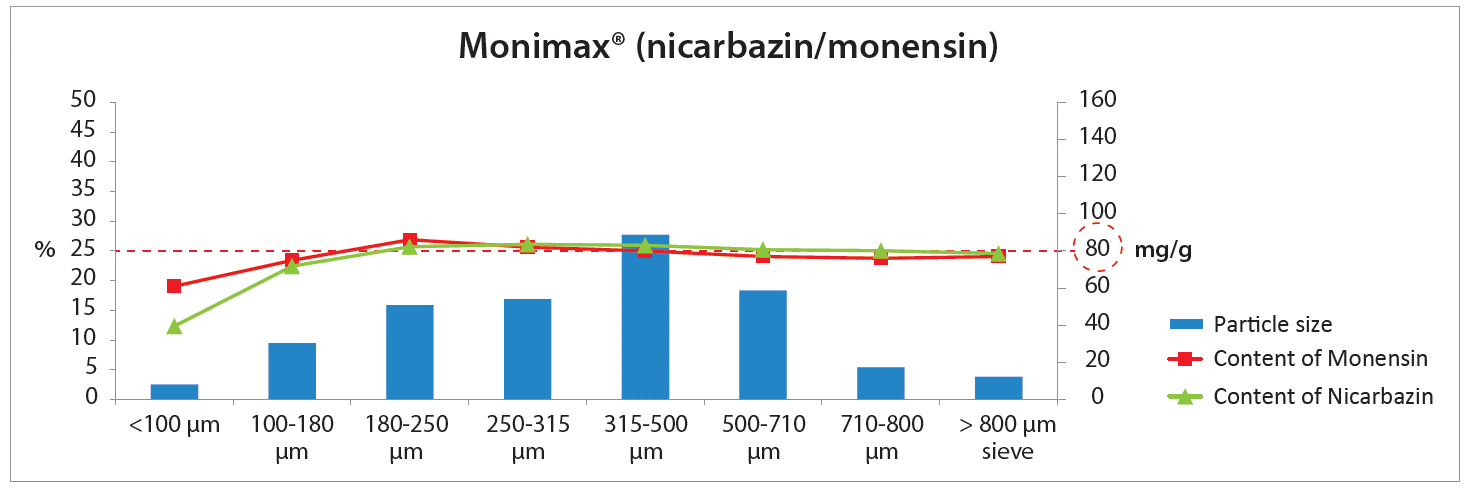 Monimax® (nicarbazin/monensin)
50
45
40
35
30
25
20
15
10
5
0
%
160
140
120
100
80
60
40
20
0
mg/g
<100 µm
100-180
µm
180-250
µm
250-315
µm
315-500
µm
500-710
µm
710-800
µm
> 800 µm
sieve
Particle size
Content of Monensin
Content of Nicarbazin